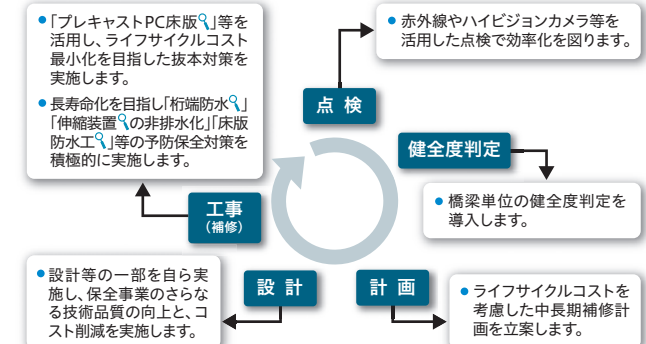 ●「プレキャストPC床版」等を
活用し、ライフサイクルコスト
最小化を目指した抜本対策を
実施します。
●長寿命化を目指し「桁端防水」
「伸縮装置の非排水化」「床版
防水工」等の予防保全対策を
積極的に実施します。
●赤外線やハイビジョンカメラ等を
活用した点検で効率化を図ります。
点 検
健全度判定
●橋梁単位の健全度判定を
導入します。
工事
(補修)
設 計
計 画
●設計等の一部を自ら実
施し、保全事業のさらな
る技術品質の向上と、コ
スト削減を実施します。
●ライフサイクルコストを
考慮した中長期補修計
画を立案します。